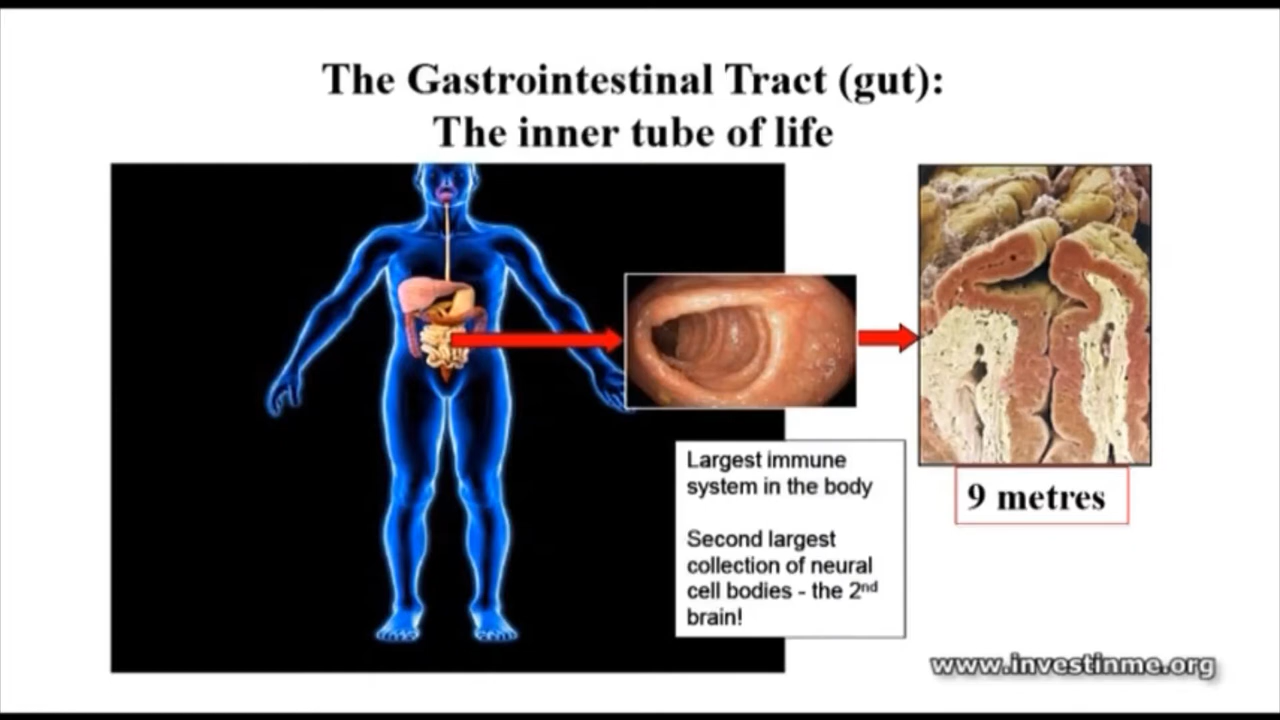 The Gastrointestinal Tract (gut):
The inner tube of life
Largest immune
system in the body
Second largest
collection of neural
cell bodies - the 2nd
brain!
9 metres
www.investinme.org